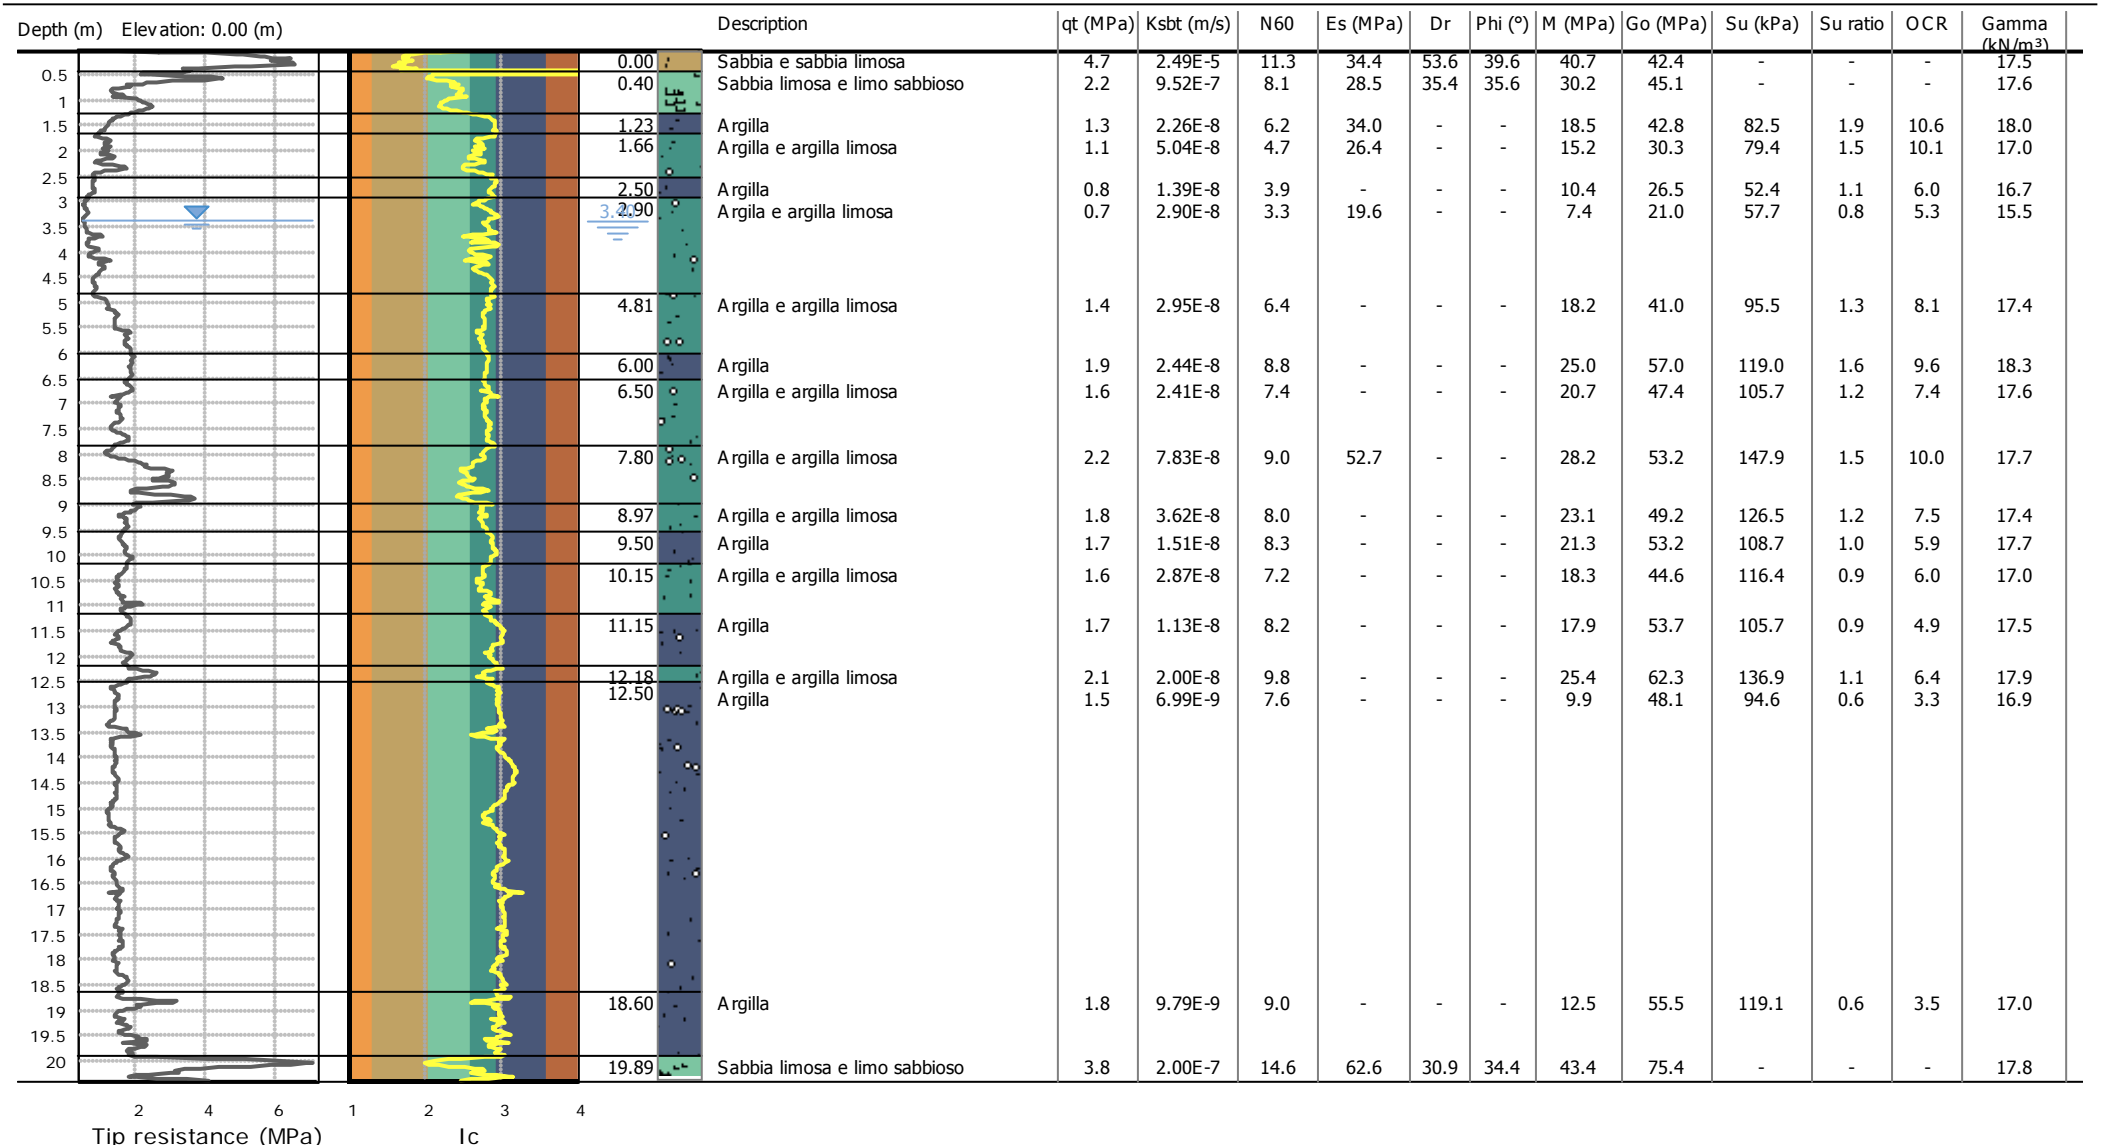 Depth (m) Elevation: 0.00 (m) Description qt (MPa) Ksbt (m/s) N60 Es (MPa) Dr Phi (º) M (MPa) Go (MPa) Su (kPa) Su ratio OCR Gamma (kN/m³)
0.00 Sabbia e sabbia limosa 4.7 2.49E-5 11.3 34.4 53.6 39.6 40.7 42.4 - - - 17.5
0.5
0.40 Sabbia limosa e limo sabbioso 2.2 9.52E-7 8.1 28.5 35.4 35.6 30.2 45.1 - - - 17.6
1
1.5 1.23 Argilla 1.3 2.26E-8 6.2 34.0 - - 18.5 42.8 82.5 1.9 10.6 18.0
2 1.66 Argilla e argilla limosa 1.1 5.04E-8 4.7 26.4 - - 15.2 30.3 79.4 1.5 10.1 17.0
2.5
2.50 Argilla 0.8 1.39E-8 3.9 - - - 10.4 26.5 52.4 1.1 6.0 16.7
3
3.40 2.90 Argila e argilla limosa 0.7 2.90E-8 3.3 19.6 - - 7.4 21.0 57.7 0.8 5.3 15.5
3.5
4
4.5
5 4.81 Argilla e argilla limosa 1.4 2.95E-8 6.4 - - - 18.2 41.0 95.5 1.3 8.1 17.4
5.5
6
6.00 Argilla 1.9 2.44E-8 8.8 - - - 25.0 57.0 119.0 1.6 9.6 18.3
6.5
6.50 Argilla e argilla limosa 1.6 2.41E-8 7.4 - - - 20.7 47.4 105.7 1.2 7.4 17.6
7
7.5
8 7.80 Argilla e argilla limosa 2.2 7.83E-8 9.0 52.7 - - 28.2 53.2 147.9 1.5 10.0 17.7
8.5
9
8.97 Argilla e argilla limosa 1.8 3.62E-8 8.0 - - - 23.1 49.2 126.5 1.2 7.5 17.4
9.5
9.50 Argilla 1.7 1.51E-8 8.3 - - - 21.3 53.2 108.7 1.0 5.9 17.7
10
10.5 10.15 Argilla e argilla limosa 1.6 2.87E-8 7.2 - - - 18.3 44.6 116.4 0.9 6.0 17.0
11
11.5 11.15 Argilla 1.7 1.13E-8 8.2 - - - 17.9 53.7 105.7 0.9 4.9 17.5
12
12.5 12.18 Argilla e argilla limosa 2.1 2.00E-8 9.8 - - - 25.4 62.3 136.9 1.1 6.4 17.9
12.50 Argilla 1.5 6.99E-9 7.6 - - - 9.9 48.1 94.6 0.6 3.3 16.9
13
13.5
14
14.5
15
15.5
16
16.5
17
17.5
18
18.5
19 18.60 Argilla 1.8 9.79E-9 9.0 - - - 12.5 55.5 119.1 0.6 3.5 17.0
19.5
20 19.89 Sabbia limosa e limo sabbioso 3.8 2.00E-7 14.6 62.6 30.9 34.4 43.4 75.4 - - - 17.8
2 4 6 1 2 3 4
Tip resistance (MPa) Ic